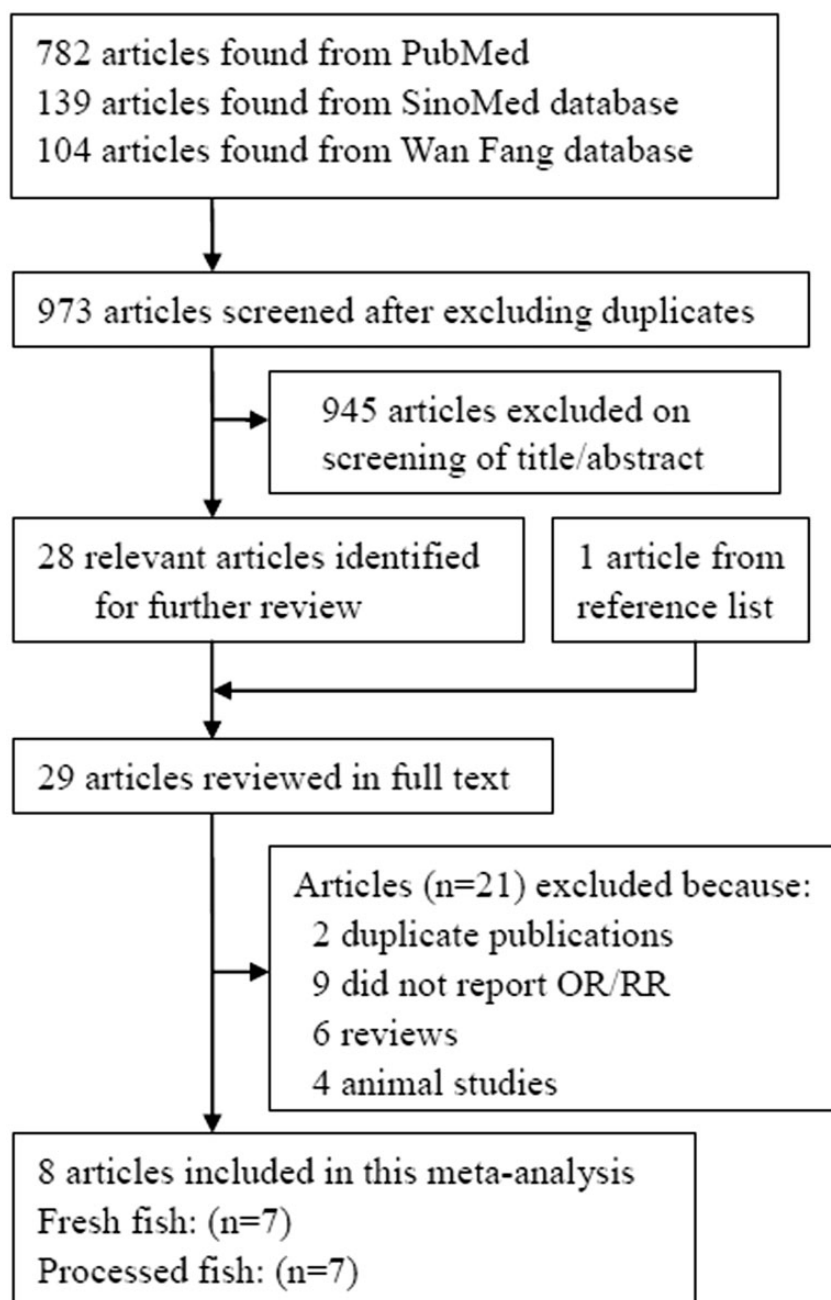 782 articles found from PubMed
139 articles found from SinoMed database
104 articles found from Wan Fang database
973 articles screened after excluding duplicates
945 articles excluded on
screening of title/abstract
28 relevant articles identified
for further review
1 article from
reference list
29 articles reviewed in full text
Articles (n=21) excluded because:
2 duplicate publications
9 did not report OR/RR
6 reviews
4 animal studies
8 articles included in this meta-analysis
Fresh fish: (n=7)
Processed fish: (n=7)